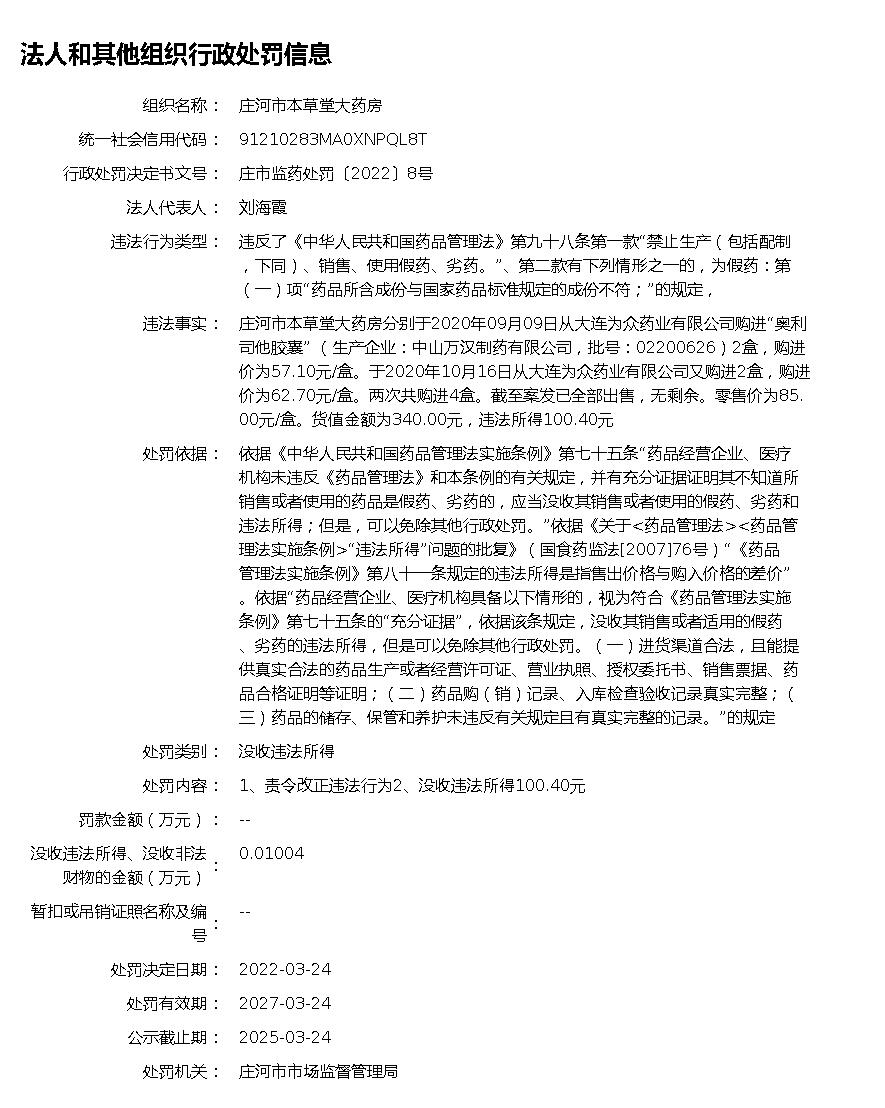 法人和其他组织行政处罚信息
组织名称： 庄河市本草堂大药房
统一社会信用代码： 91210283MA0XNPQL8T
行政处罚决定书文号： 庄市监药处罚〔2022〕8号
法人代表人： 刘海霞
违法行为类型： 违反了《中华人民共和国药品管理法》第九十八条第一款“禁止生产（包括配制
，下同）、销售、使用假药、劣药。”、第二款有下列情形之一的，为假药：第
（一）项“药品所含成份与国家药品标准规定的成份不符；”的规定，
违法事实： 庄河市本草堂大药房分别于2020年09月09日从大连为众药业有限公司购进“奥利
司他胶囊”（生产企业：中山万汉制药有限公司，批号：02200626）2盒，购进
价为57.10元/盒。于2020年10月16日从大连为众药业有限公司又购进2盒，购进
价为62.70元/盒。两次共购进4盒。截至案发已全部出售，无剩余。零售价为85.
00元/盒。货值金额为340.00元，违法所得100.40元
处罚依据： 依据《中华人民共和国药品管理法实施条例》第七十五条“药品经营企业、医疗
机构未违反《药品管理法》和本条例的有关规定，并有充分证据证明其不知道所
销售或者使用的药品是假药、劣药的，应当没收其销售或者使用的假药、劣药和
违法所得；但是，可以免除其他行政处罚。”依据《关于<药品管理法><药品管
理法实施条例>“违法所得”问题的批复》（国食药监法[2007]76号）“《药品
管理法实施条例》第八十一条规定的违法所得是指售出价格与购入价格的差价”
。依据“药品经营企业、医疗机构具备以下情形的，视为符合《药品管理法实施
条例》第七十五条的“充分证据”，依据该条规定，没收其销售或者适用的假药
、劣药的违法所得，但是可以免除其他行政处罚。（一）进货渠道合法，且能提
供真实合法的药品生产或者经营许可证、营业执照、授权委托书、销售票据、药
品合格证明等证明；（二）药品购（销）记录、入库检查验收记录真实完整；（
三）药品的储存、保管和养护未违反有关规定且有真实完整的记录。”的规定
处罚类别： 没收违法所得
处罚内容： 1、责令改正违法行为2、没收违法所得100.40元
罚款金额（万元）： --
没收违法所得、没收非法
财物的金额（万元）： 0.01004
暂扣或吊销证照名称及编
号： --
处罚决定日期： 2022-03-24
处罚有效期： 2027-03-24
公示截止期： 2025-03-24
处罚机关： 庄河市市场监督管理局